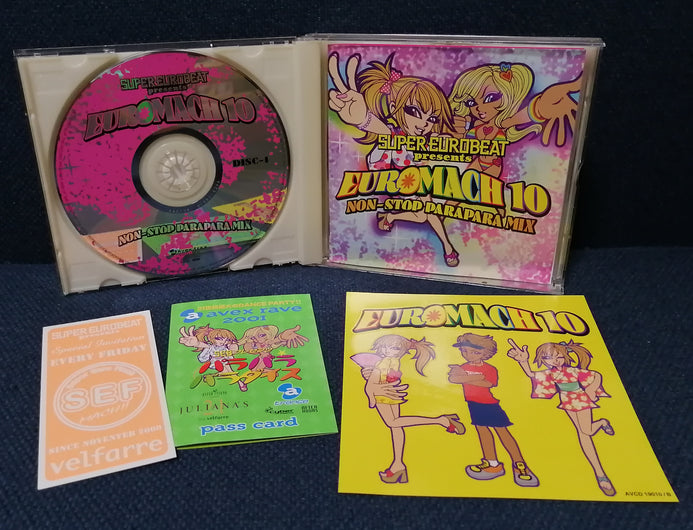 SUPER EUROBEAT
presents
EUROMACH 10
DISC-1
NON-STOP PARAPARA MIX
SUPER EUROBEAT
presents
EUROMACH 10
NON-STOP PARAPARA MIX
SUPER EUROBEAT
Special Invitation
EVERY FRIDAY
SEF
SINCE NOVEMBER 2000
velfarre
a avex rave
2001
パラパラ
パラダイス
JULIANA'S
velfarre
pass card
EUROMACH 10
AVCD 19010 / B